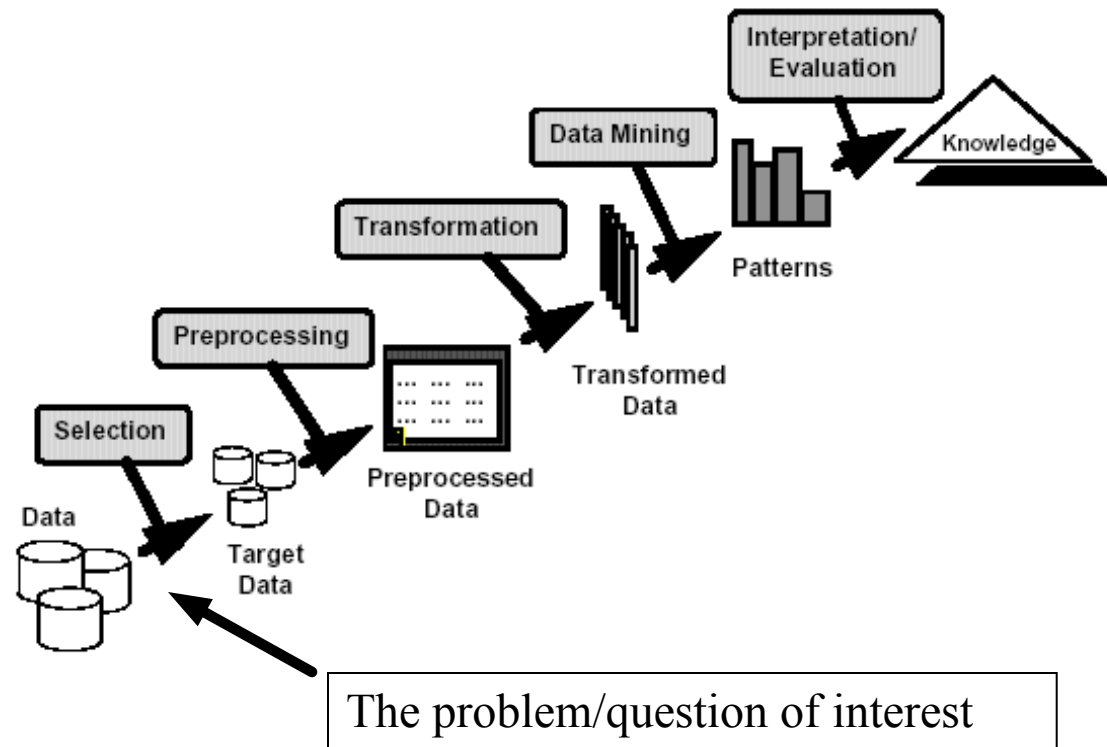 Interpretation/
Evaluation
Knowledge
Data Mining
Patterns
Transformation
Transformed
Data
Preprocessing
... ... ...
... ... ...
... ... ...
Preprocessed
Data
Selection
Target
Data
Data
The problem/question of interest